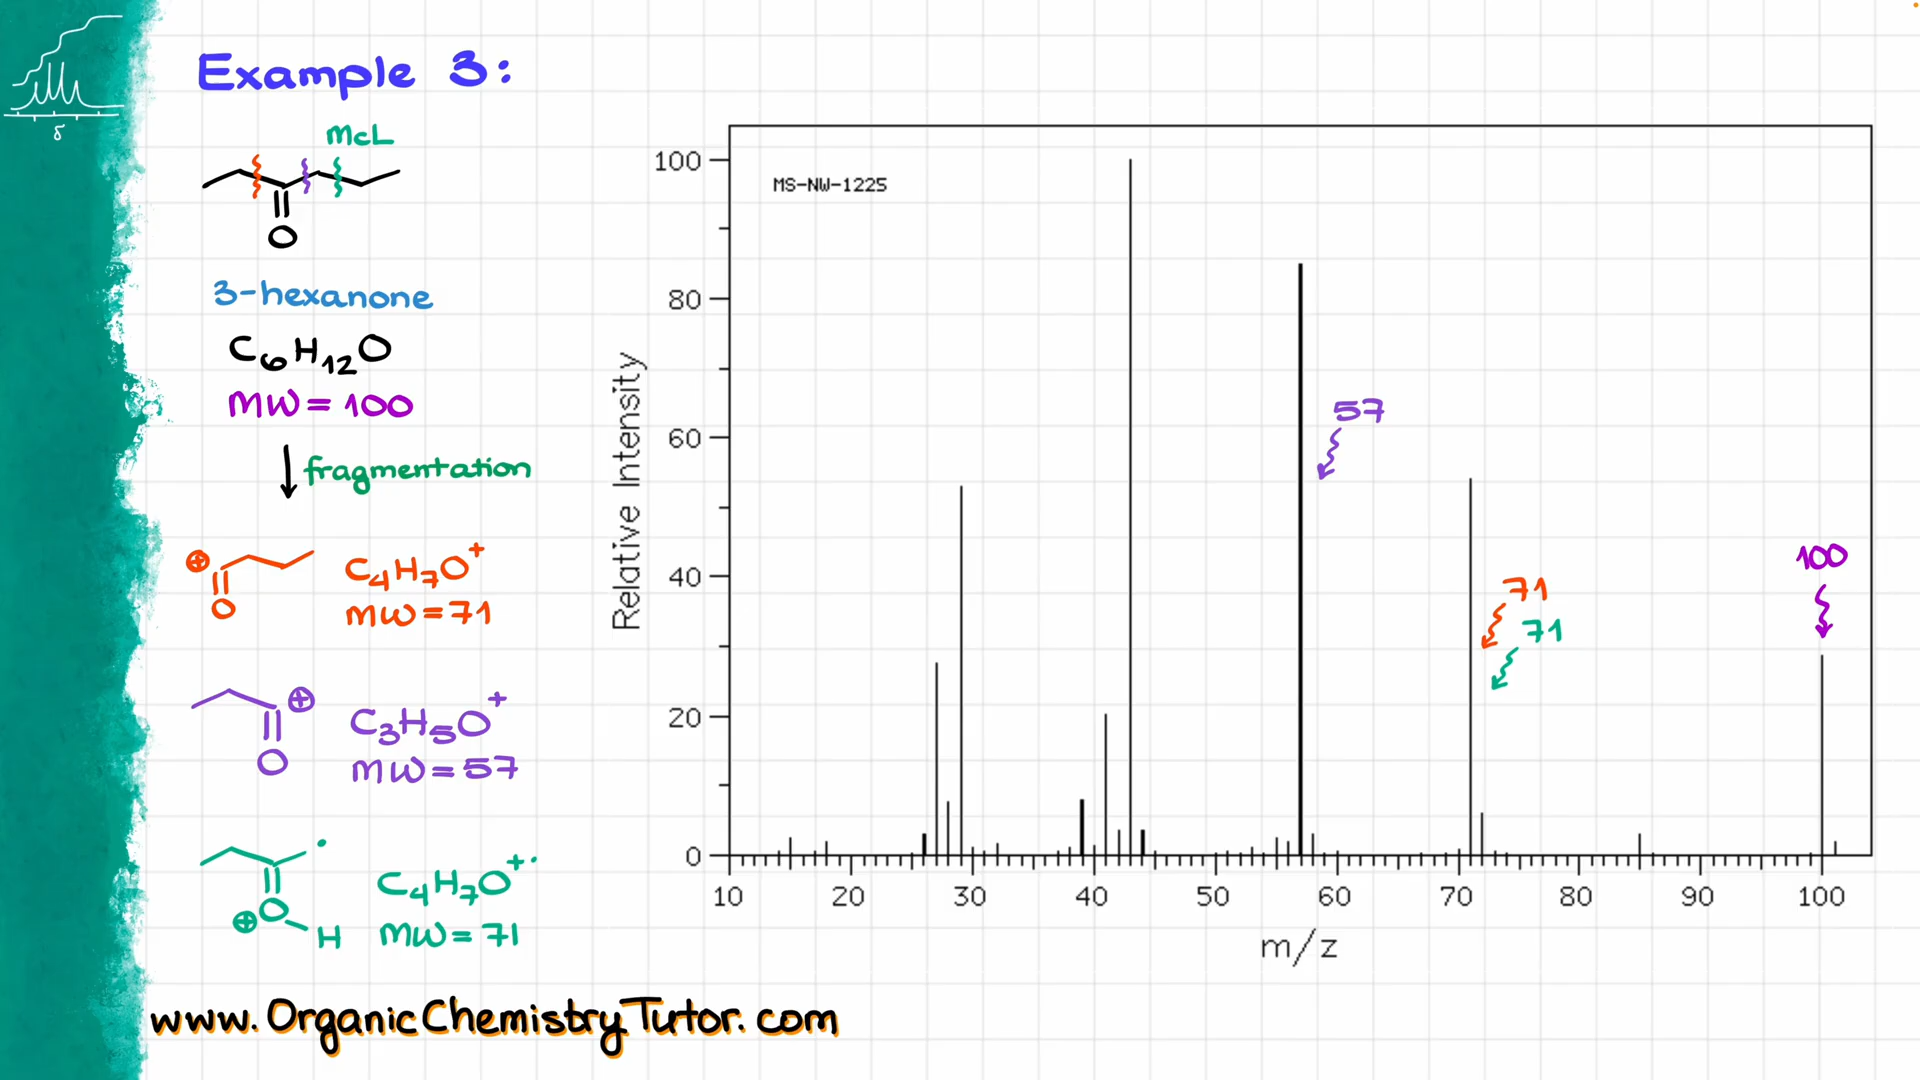 Example 3:
McL
O
3-hexanone
C₆H₁₂O
MW = 100
fragmentation
⊕
O
C₄H₇O⁺
MW = 71
⊕
O
C₃H₅O⁺
MW = 57
⊕
O
H
C₄H₇O⁺•
MW = 71
www.OrganicChemistryTutor.com
δ
MS-NW-1225
Relative Intensity
100
80
60
40
20
0
57
71
71
100
10 20 30 40 50 60 70 80 90 100
m/z